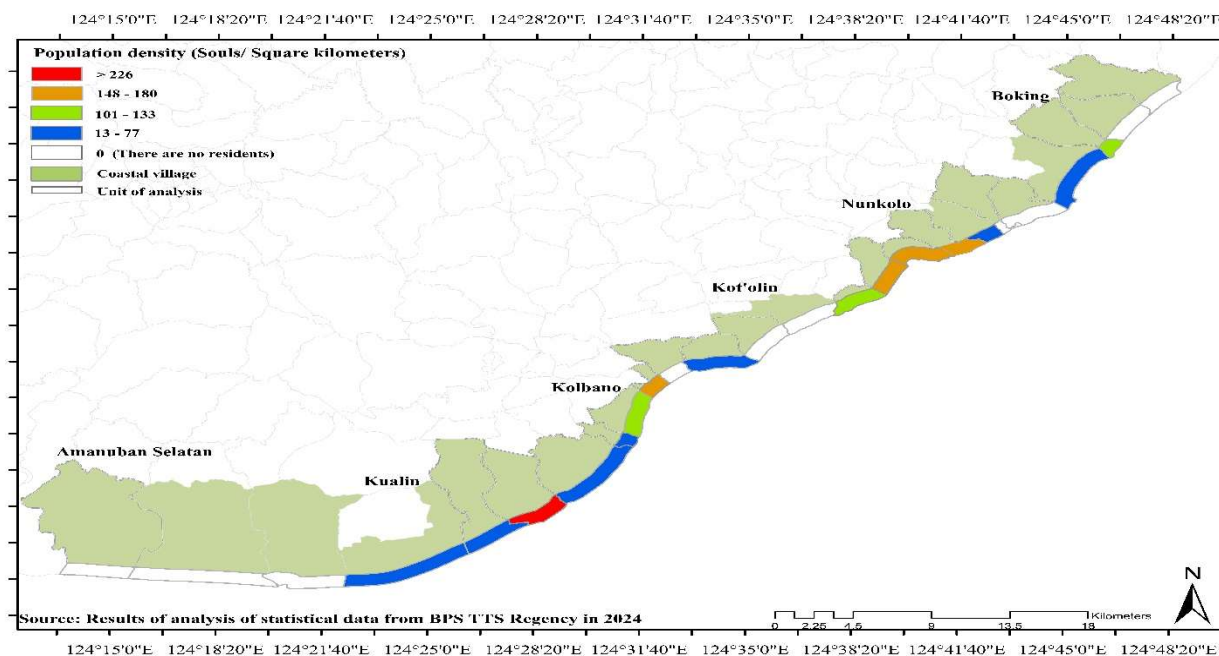 124°15'0"E 124°18'20"E 124°21'40"E 124°25'0"E 124°28'20"E 124°31'40"E 124°35'0"E 124°38'20"E 124°41'40"E 124°45'0"E 124°48'20"E
Population density (Souls/ Square kilometers)
> 226
148 - 180
101 - 133
13 - 77
0 (There are no residents)
Coastal village
Unit of analysis
Boking
Nunkolo
Kot'olin
Kolbano
Amanuban Selatan
Kualin
N
Source: Results of analysis of statistical data from BPS TTS Regency in 2024
Kilometers
0 2.25 4.5 9 13.5 18
124°15'0"E 124°18'20"E 124°21'40"E 124°25'0"E 124°28'20"E 124°31'40"E 124°35'0"E 124°38'20"E 124°41'40"E 124°45'0"E 124°48'20"E